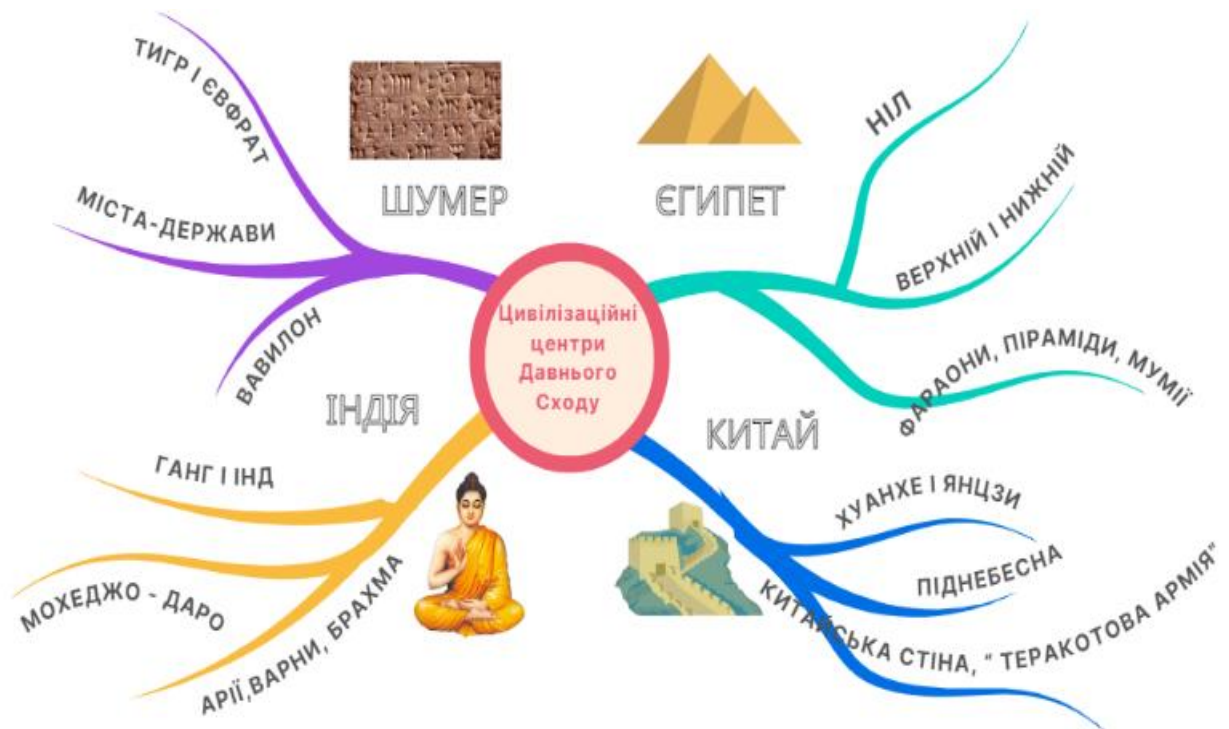 Цивілізаційні
центри
Давнього
Сходу
ШУМЕР
ТИГР І ЄВФРАТ
МІСТА-ДЕРЖАВИ
ВАВИЛОН
ЄГИПЕТ
НІЛ
ВЕРХНІЙ І НИЖНІЙ
ФАРАОНИ, ПІРАМІДИ, МУМІЇ
ІНДІЯ
ГАНГ І ІНД
МОХЕДЖО - ДАРО
АРІЇ,ВАРНИ, БРАХМА
КИТАЙ
ХУАНХЕ І ЯНЦЗИ
ПІДНЕБЕСНА
КИТАЙСЬКА СТІНА, “ ТЕРАКОТОВА АРМІЯ”